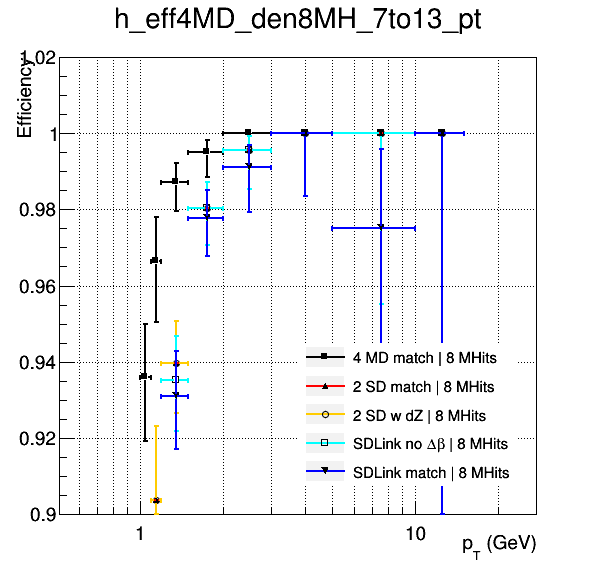 h_eff4MD_den8MH_7to13_pt
Efficiency
1.02
1
0.98
0.96
0.94
0.92
0.9
4 MD match | 8 MHits
2 SD match | 8 MHits
2 SD w dZ | 8 MHits
SDLink no Δβ | 8 MHits
SDLink match | 8 MHits
1
10
p_T (GeV)